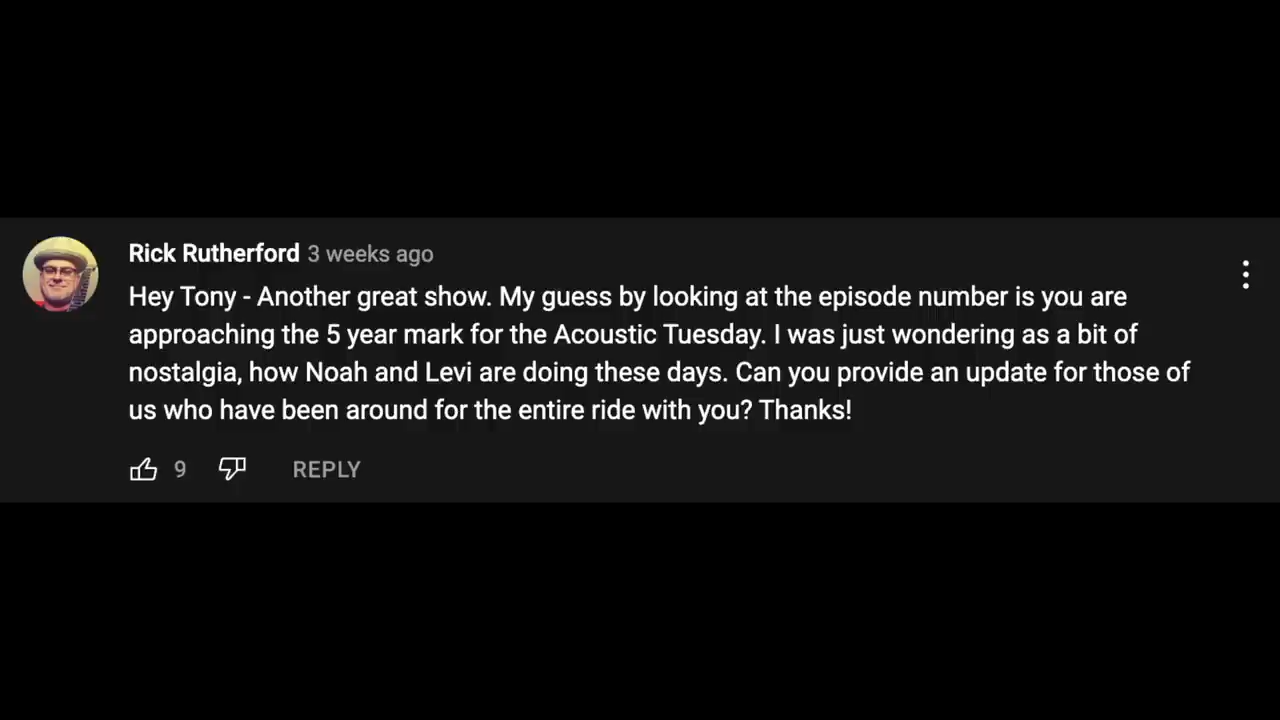 Rick Rutherford 3 weeks ago
Hey Tony - Another great show. My guess by looking at the episode number is you are
approaching the 5 year mark for the Acoustic Tuesday. I was just wondering as a bit of
nostalgia, how Noah and Levi are doing these days. Can you provide an update for those of
us who have been around for the entire ride with you? Thanks!
9 REPLY